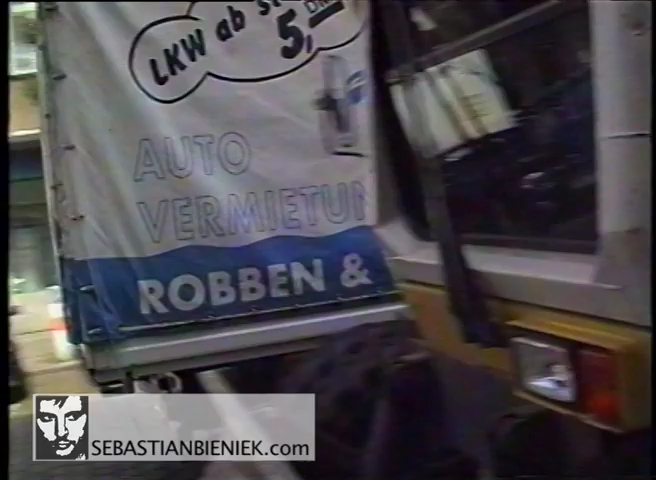 LKW ab
5,-
AUTO
VERMIETUN
ROBBEN &
SEBASTIANBIENIEK.com